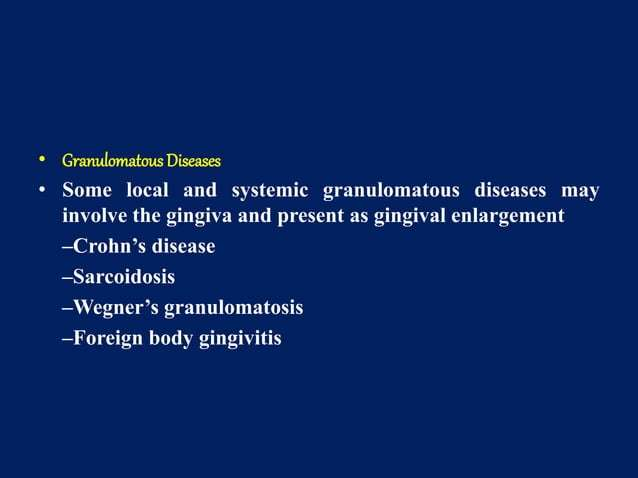 • Granulomatous Diseases
• Some local and systemic granulomatous diseases may
involve the gingiva and present as gingival enlargement
–Crohn’s disease
–Sarcoidosis
–Wegner’s granulomatosis
–Foreign body gingivitis